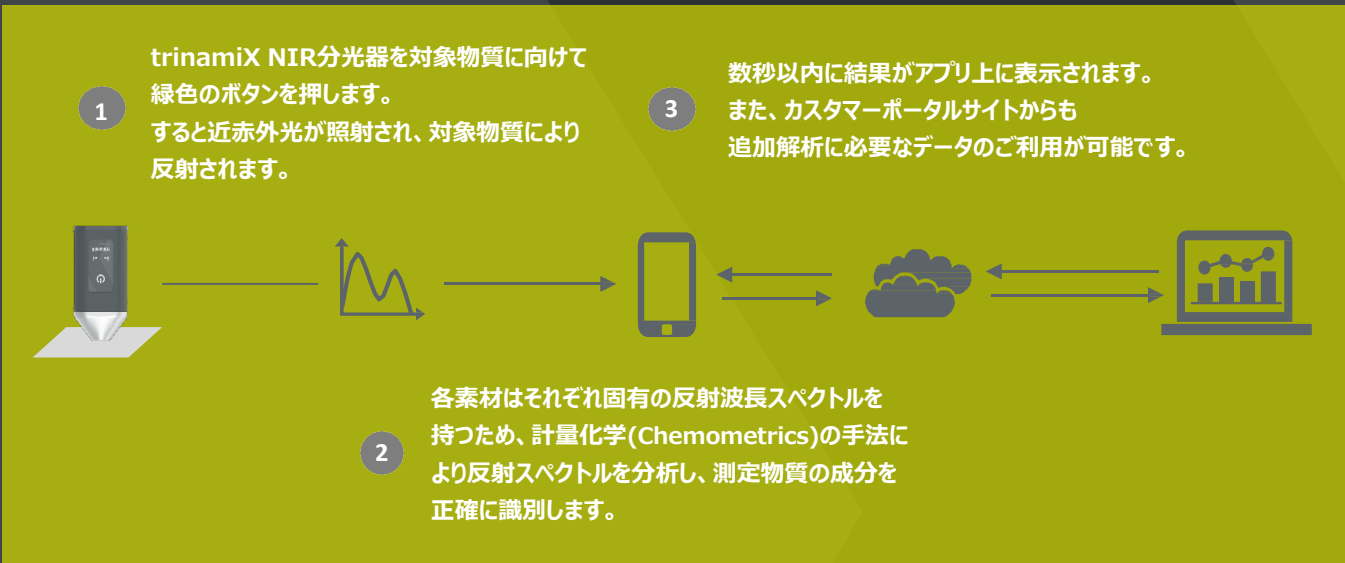 1
trinamiX NIR分光器を対象物質に向けて
緑色のボタンを押します。
すると近赤外光が照射され、対象物質により
反射されます。
3
数秒以内に結果がアプリ上に表示されます。
また、カスタマーポータルサイトからも
追加解析に必要なデータのご利用が可能です。
2
各素材はそれぞれ固有の反射波長スペクトルを
持つため、計量化学(Chemometrics)の手法に
より反射スペクトルを分析し、測定物質の成分を
正確に識別します。